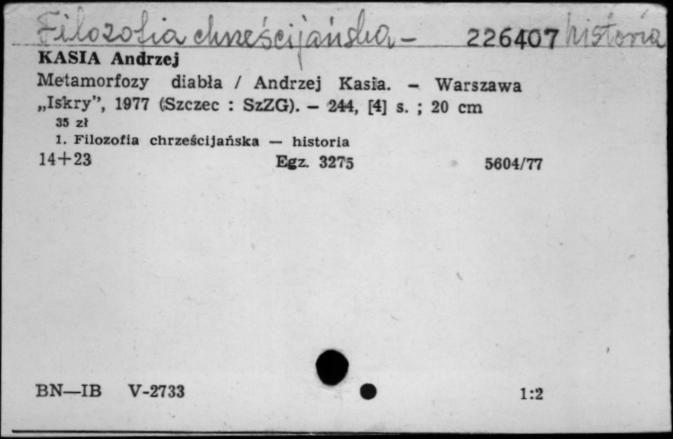 Filozofia chrześcijańska - 226407 historia
KASIA Andrzej
Metamorfozy diabła / Andrzej Kasia. — Warszawa
„Iskry”, 1977 (Szczec : SzZG). — 244, [4] s. ; 20 cm
35 zł
1. Filozofia chrześcijańska — historia
14+23 Egz. 3275 5604/77
BN—IB V-2733 1:2